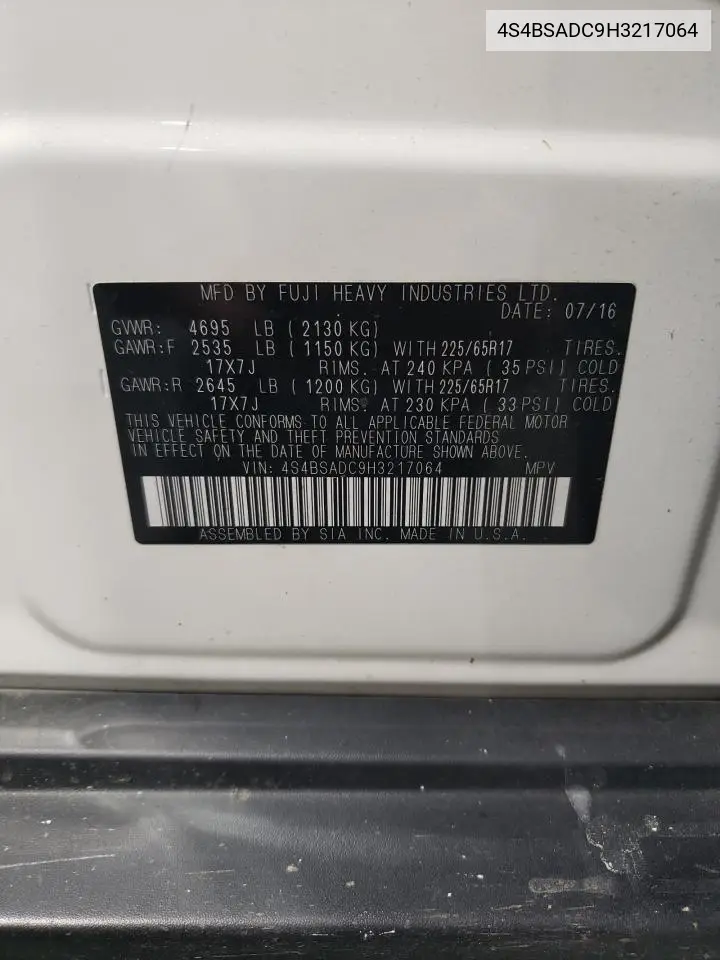 4S4BSADC9H3217064
MFD BY FUJI HEAVY INDUSTRIES LTD.
DATE: 07/16
GVWR: 4695 LB ( 2130 KG)
GAWR:F 2535 LB ( 1150 KG) WITH 225/65R17 TIRES.
17X7J RIMS. AT 240 KPA ( 35 PSI) COLD
GAWR:R 2645 LB ( 1200 KG) WITH 225/65R17 TIRES.
17X7J RIMS. AT 230 KPA ( 33 PSI) COLD
THIS VEHICLE CONFORMS TO ALL APPLICABLE FEDERAL MOTOR
VEHICLE SAFETY AND THEFT PREVENTION STANDARDS
IN EFFECT ON THE DATE OF MANUFACTURE SHOWN ABOVE.
VIN: 4S4BSADC9H3217064 MPV
ASSEMBLED BY SIA INC. MADE IN U.S.A.